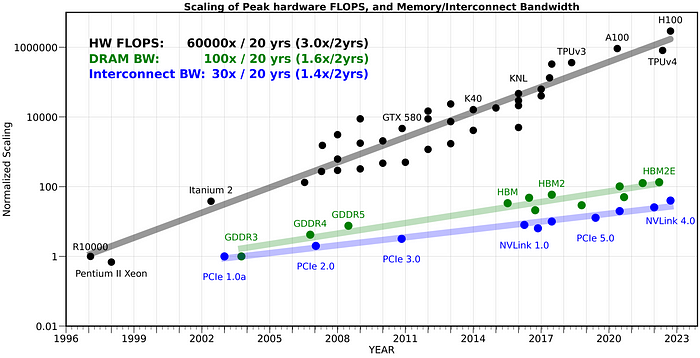 Scaling of Peak hardware FLOPS, and Memory/Interconnect Bandwidth
HW FLOPS: 60000x / 20 yrs (3.0x/2yrs)
DRAM BW: 100x / 20 yrs (1.6x/2yrs)
Interconnect BW: 30x / 20 yrs (1.4x/2yrs)
H100
A100
TPUv3
TPUv4
KNL
K40
GTX 580
Itanium 2
R10000
Pentium II Xeon
HBM2E
HBM2
HBM
GDDR5
GDDR4
GDDR3
NVLink 4.0
PCIe 5.0
NVLink 1.0
PCIe 3.0
PCIe 2.0
PCIe 1.0a
Normalized Scaling
1000000
10000
100
1
0.01
1996 1999 2002 2005 2008 2011 2014 2017 2020 2023
YEAR